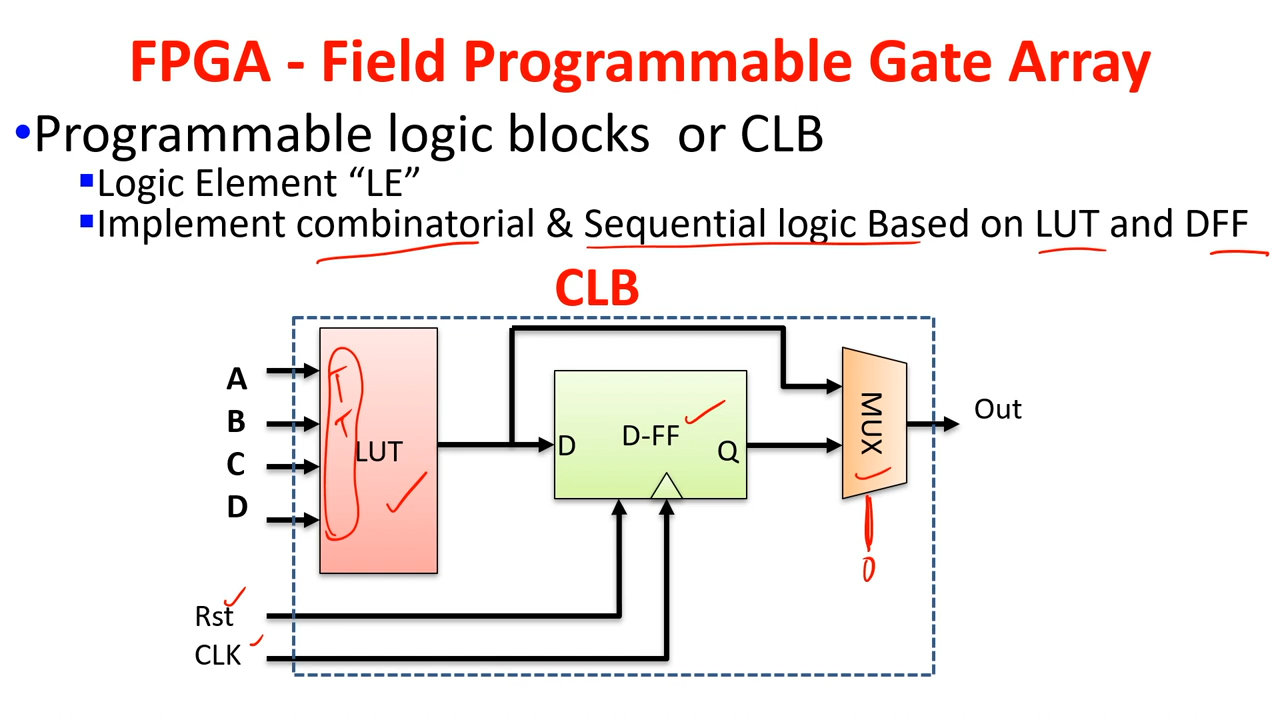 FPGA - Field Programmable Gate Array
•Programmable logic blocks or CLB
▪Logic Element “LE”
▪Implement combinatorial & Sequential logic Based on LUT and DFF
CLB
A
B
C
D
T
T
LUT
D
D-FF
Q
MUX
Out
0
Rst
CLK